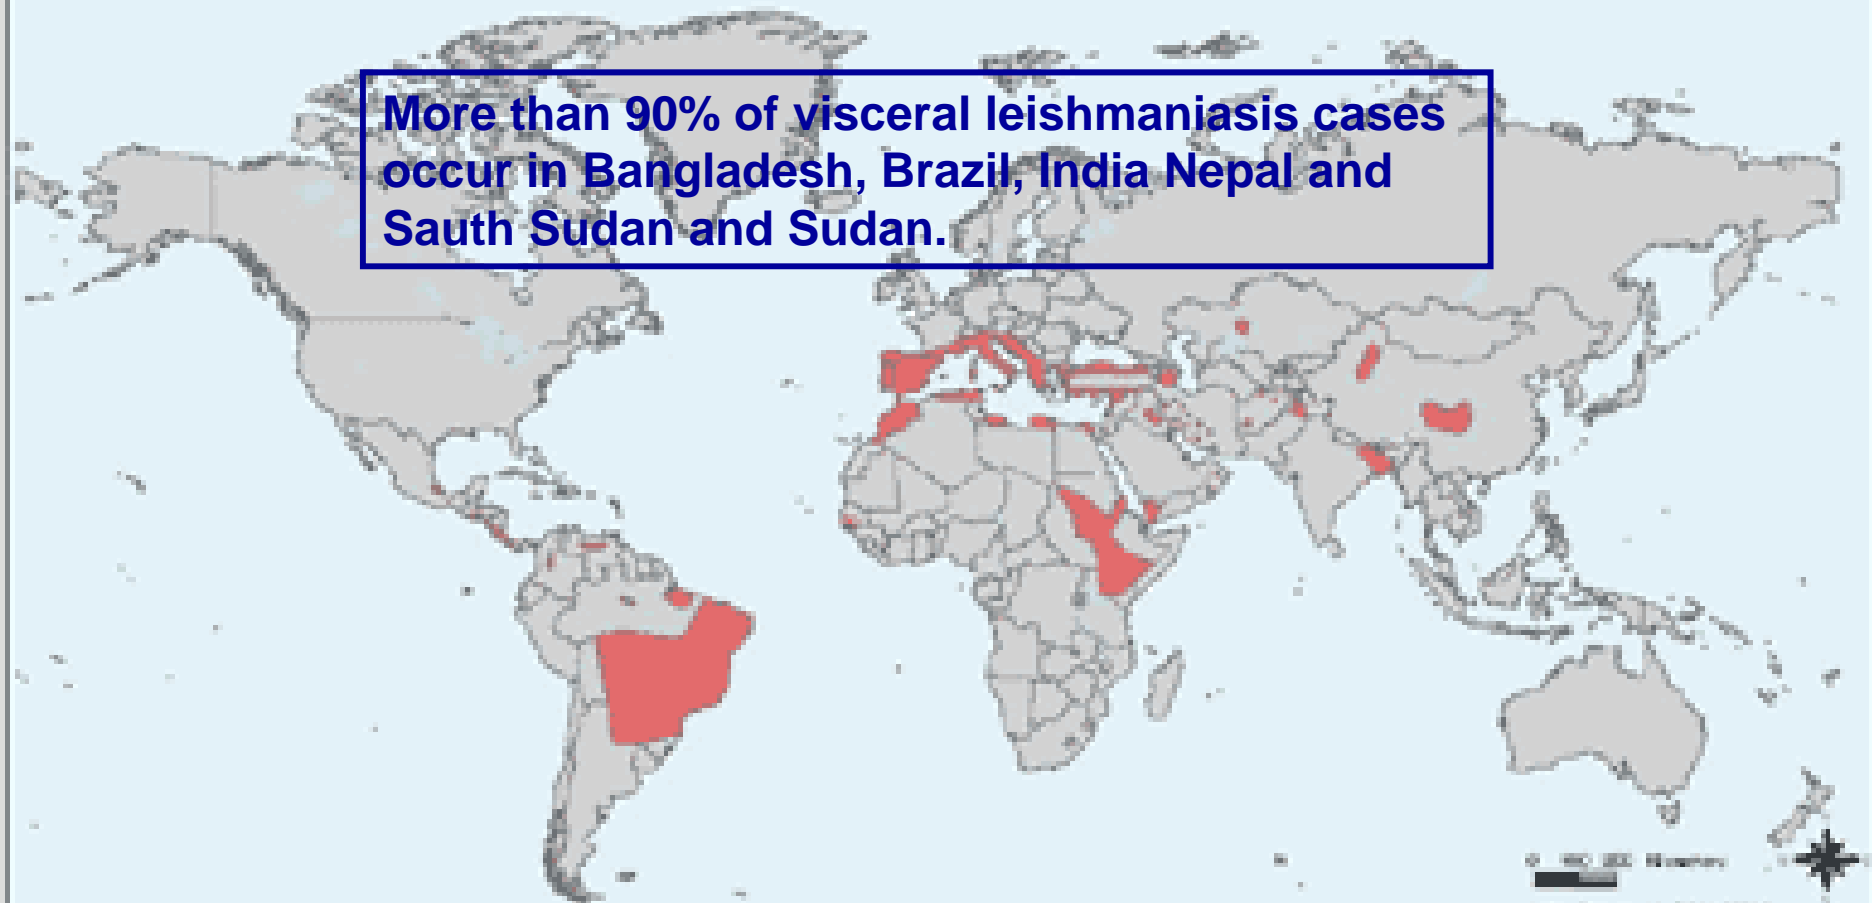 More than 90% of visceral leishmaniasis cases
occur in Bangladesh, Brazil, India Nepal and
Sauth Sudan and Sudan.